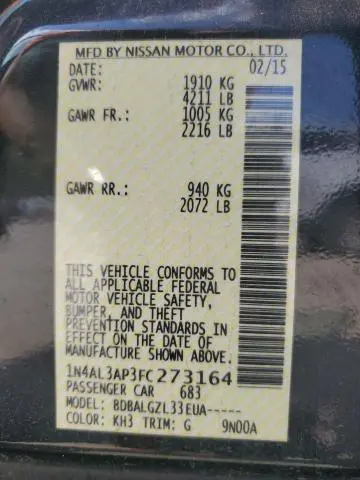 MFD BY NISSAN MOTOR CO., LTD.
DATE: 02/15
GVWR: 1910 KG
4211 LB
GAWR FR.: 1005 KG
2216 LB
GAWR RR.: 940 KG
2072 LB
THIS VEHICLE CONFORMS TO
ALL APPLICABLE FEDERAL
MOTOR VEHICLE SAFETY,
BUMPER, AND THEFT
PREVENTION STANDARDS IN
EFFECT ON THE DATE OF
MANUFACTURE SHOWN ABOVE.
1N4AL3AP3FC273164
PASSENGER CAR 683
MODEL: BDBALGZL33EUA-----
COLOR: KH3 TRIM: G 9N00A